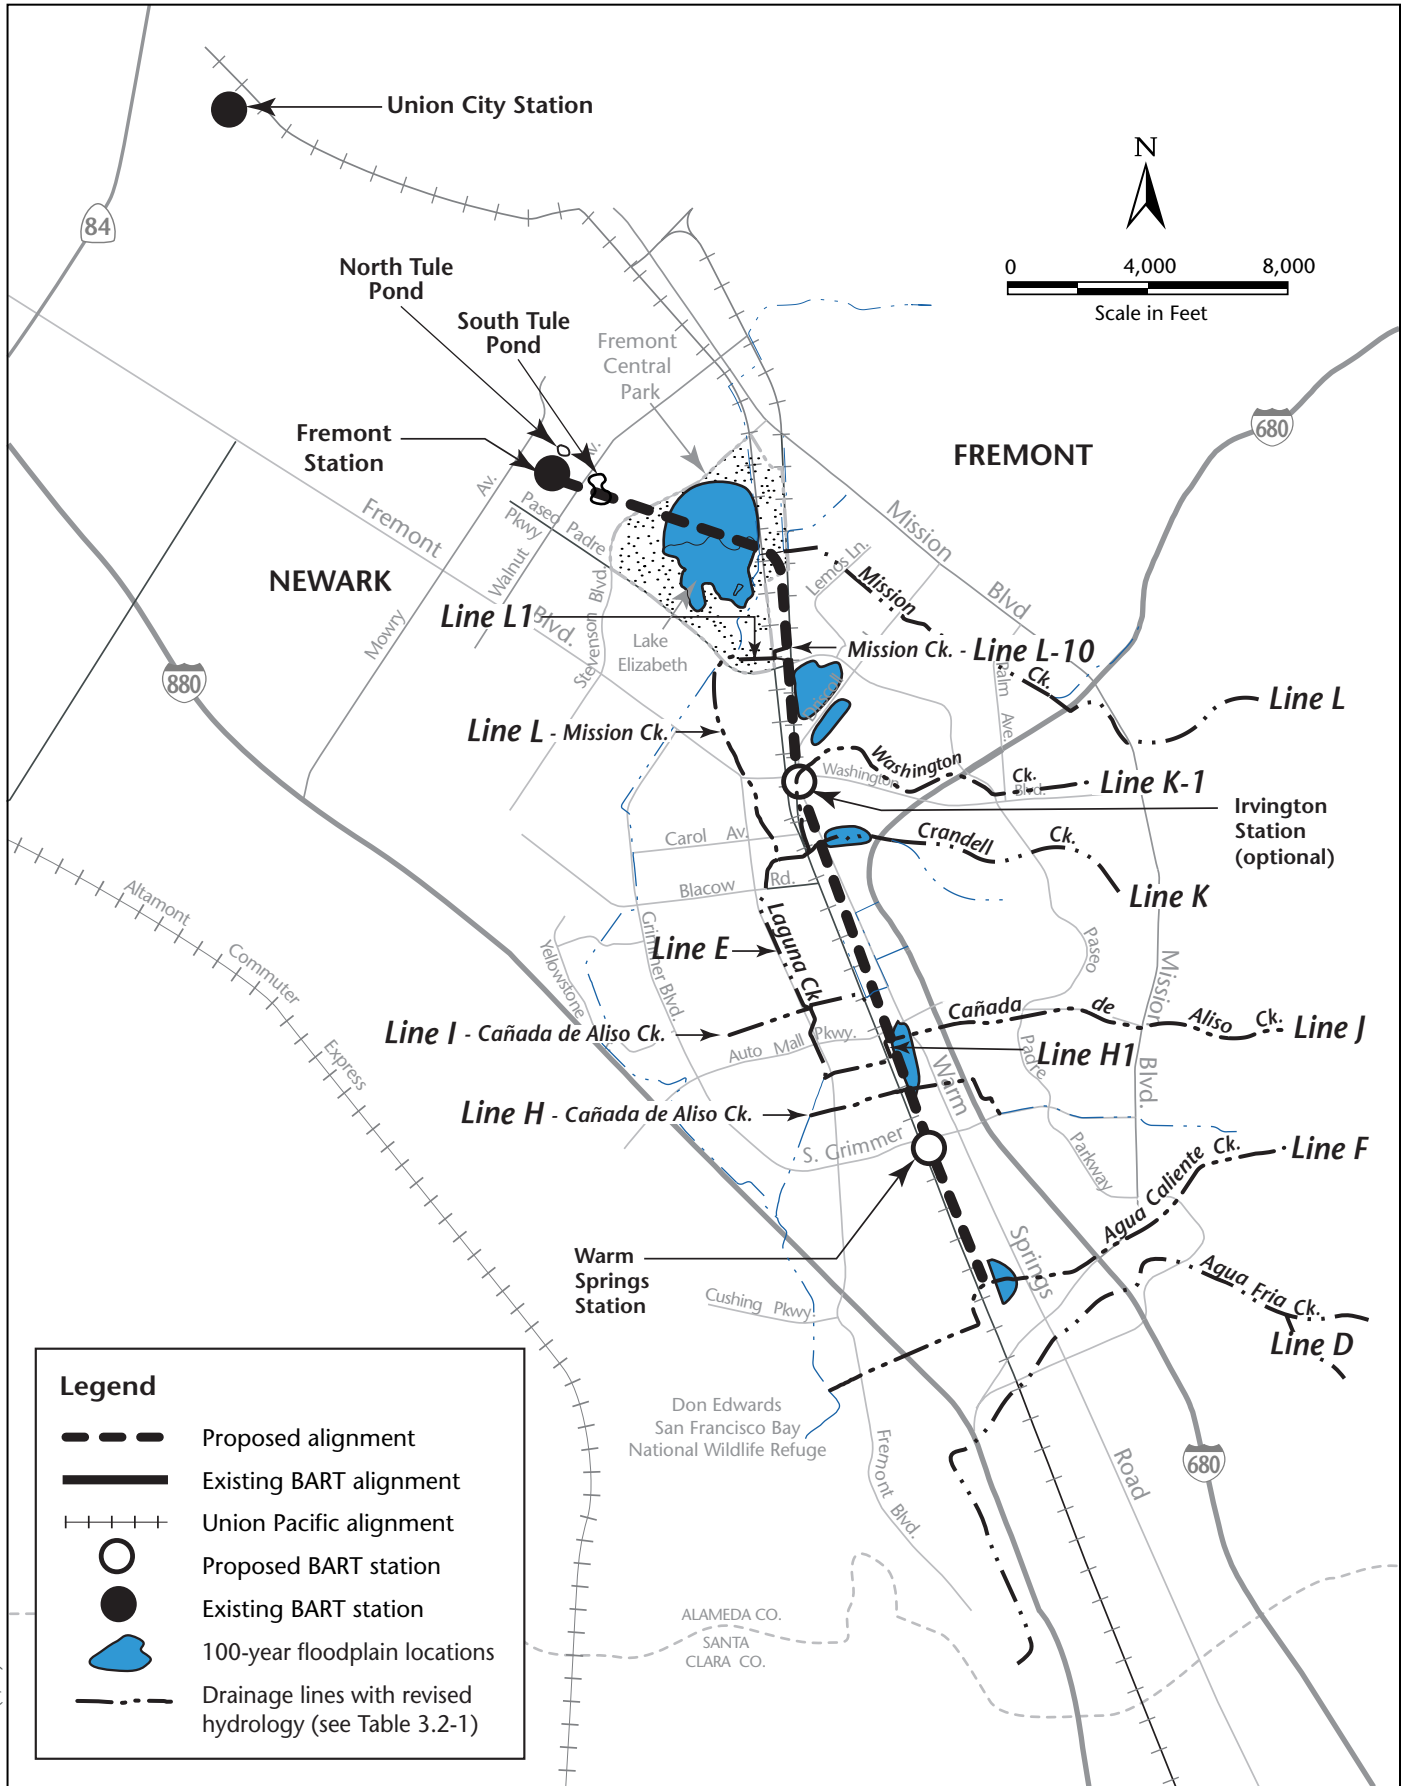 Union City Station
N
84
0
4,000
8,000
Scale in Feet
North Tule
Pond
South Tule
Pond
Fremont
Central
Park
680
Fremont
Station
FREMONT
Av.
Av.
Pased Padre
Pkwy
Fremont
Blvd.
Mission
Blvd
Walnut
NEWARK
Mowry
Stevenson Blvd.
Lemos Ln.
Mission
Ck.
Line L1
Lake
Elizabeth
Mission Ck. - Line L-10
880
Palm Ave.
Line L
Driscoll
Line L - Mission Ck.
Washington
Ck.
Washington
Blvd.
Line K-1
Irvington
Station
(optional)
Carol Av.
Crandell
Ck.
Line K
Blacow Rd.
Altamont
Commuter
Express
Laguna Ck.
Line E
Yellowstone
Grimmer Blvd.
Paseo
Padre
Parkway
Mission
Blvd.
Cañada de Aliso Ck.
Line J
Line I - Cañada de Aliso Ck.
Auto Mall Pkwy.
Line H1
Warm
Springs
Road
Line H - Cañada de Aliso Ck.
S. Grimmer
Agua Caliente Ck.
Line F
Warm
Springs
Station
Agua Fria Ck.
Line D
Cushing Pkwy.
Don Edwards
San Francisco Bay
National Wildlife Refuge
Fremont Blvd.
680
ALAMEDA CO.
SANTA
CLARA CO.
Legend
Proposed alignment
Existing BART alignment
Union Pacific alignment
Proposed BART station
Existing BART station
100-year floodplain locations
Drainage lines with revised
hydrology (see Table 3.2-1)